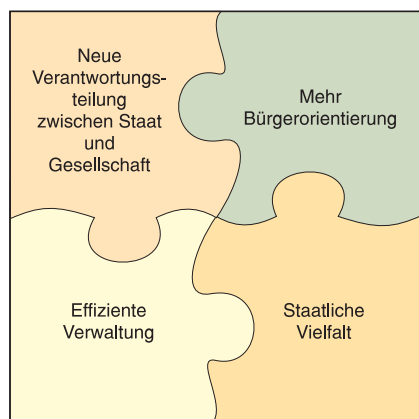 Neue
Verantwortungs-
teilung
zwischen Staat
und
Gesellschaft
Mehr
Bürgerorientierung
Effiziente
Verwaltung
Staatliche
Vielfalt